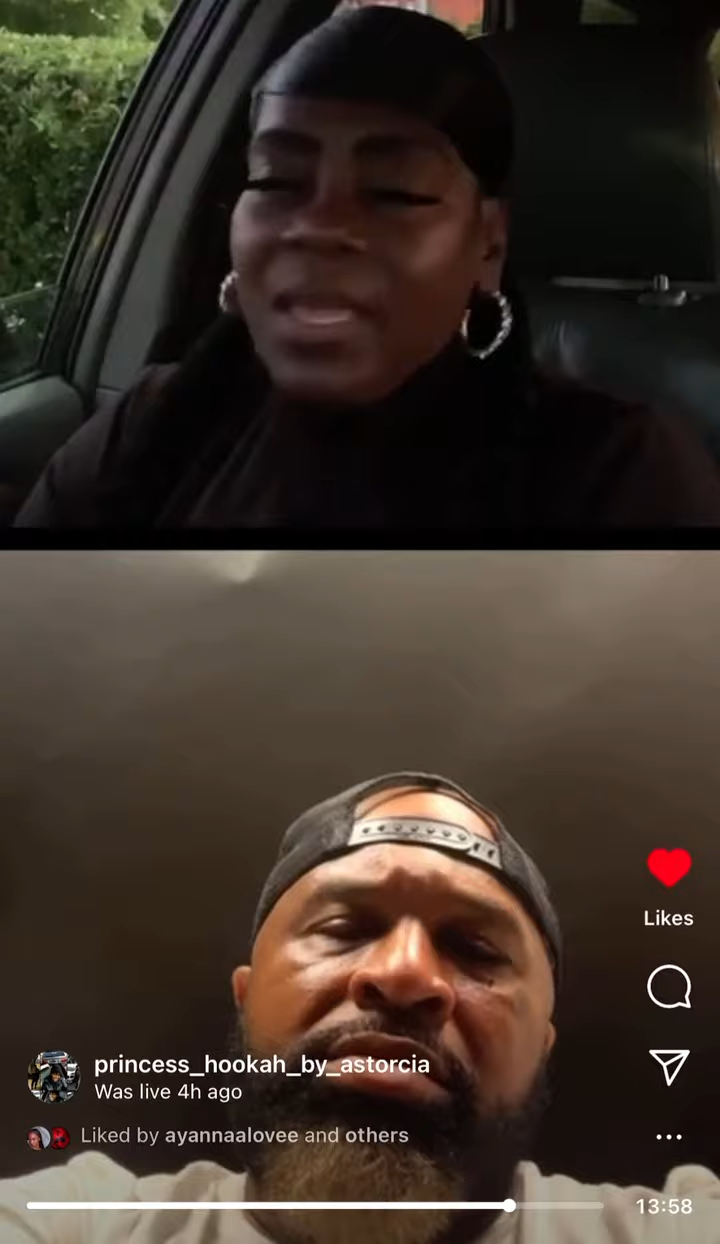 Likes
princess_hookah_by_astorcia
Was live 4h ago
Liked by ayannaalovee and others
13:58